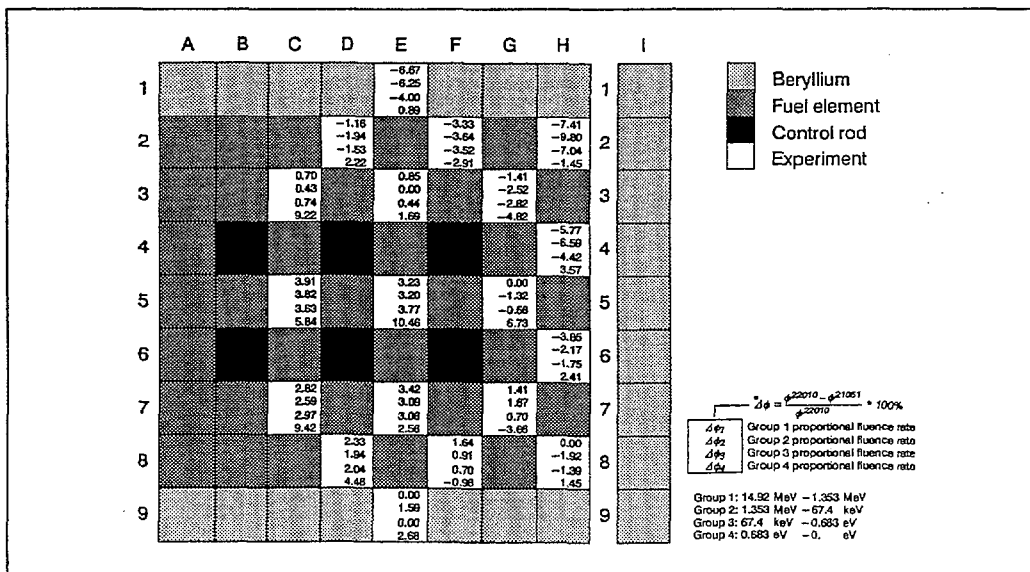 A B C D E F G H I
1 1
-6.67
-6.25
-4.00
0.89
2 2
-1.16 -3.33 -7.41
-1.94 -3.64 -9.80
-1.53 -3.52 -7.04
2.22 -2.91 -1.45
3 3
0.70 0.85 -1.41
0.43 0.00 -2.52
0.74 0.44 -2.82
9.22 1.69 -4.82
4 4
-5.77
-6.59
-4.42
3.57
5 5
3.91 3.23 0.00
3.82 3.20 -1.32
3.63 3.77 -0.58
5.84 10.46 6.73
6 6
-3.85
-2.17
-1.75
2.41
7 7
2.82 3.42 1.41
2.59 3.09 1.67
2.97 3.06 0.70
9.42 2.56 -3.66
8 8
2.33 1.64 0.00
1.94 0.91 -1.92
2.04 0.70 -1.39
4.48 -0.98 1.45
9 9
0.00
1.59
0.00
2.68
Beryllium
Fuel element
Control rod
Experiment
*Δφ = (φ²²⁰¹⁰ - φ²¹⁰⁵¹) / φ²²⁰¹⁰ * 100%
Δφ₁ Group 1 proportional fluence rate
Δφ₂ Group 2 proportional fluence rate
Δφ₃ Group 3 proportional fluence rate
Δφ₄ Group 4 proportional fluence rate
Group 1: 14.92 MeV -1.353 MeV
Group 2: 1.353 MeV -67.4 keV
Group 3: 67.4 keV -0.683 eV
Group 4: 0.683 eV -0. eV